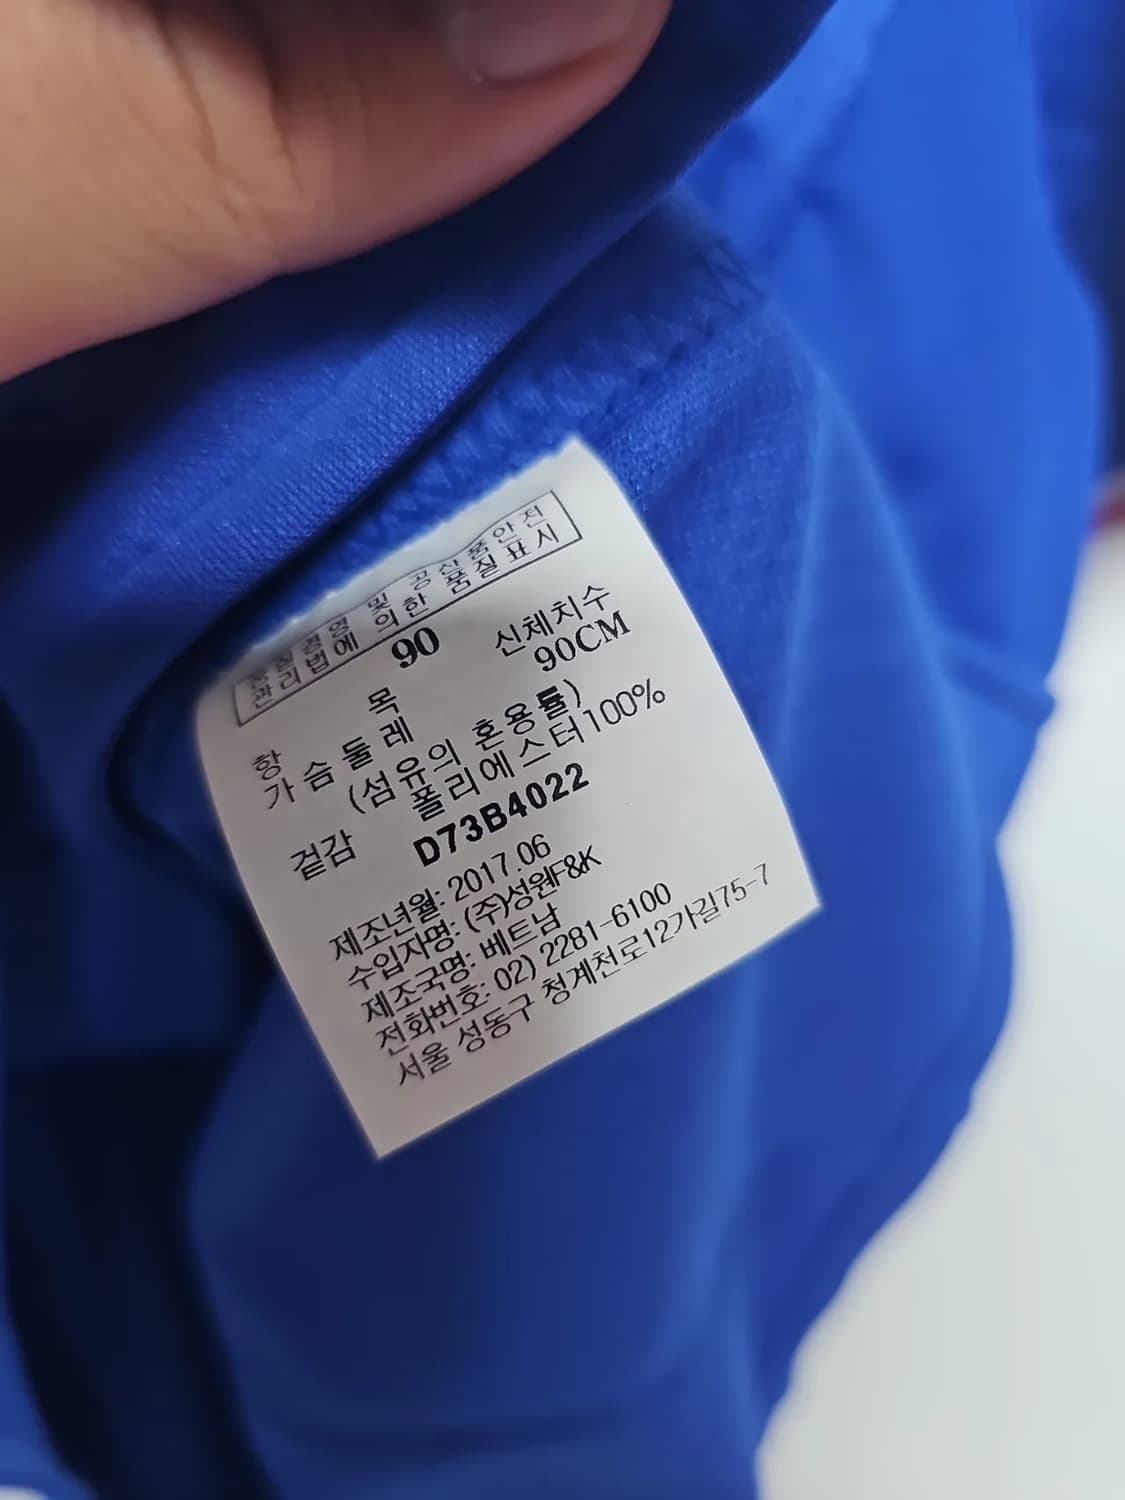 품질경영 및 공산품안전
관리법에 의한 품질표시
90
항 목 신체치수
가슴둘레 90CM
(섬유의 혼용률)
겉감 폴리에스터100%
D73B4022
제조년월: 2017.06
수입자명: (주)성원F&K
제조국명: 베트남
전화번호: 02) 2281-6100
서울 성동구 청계천로12가길75-7